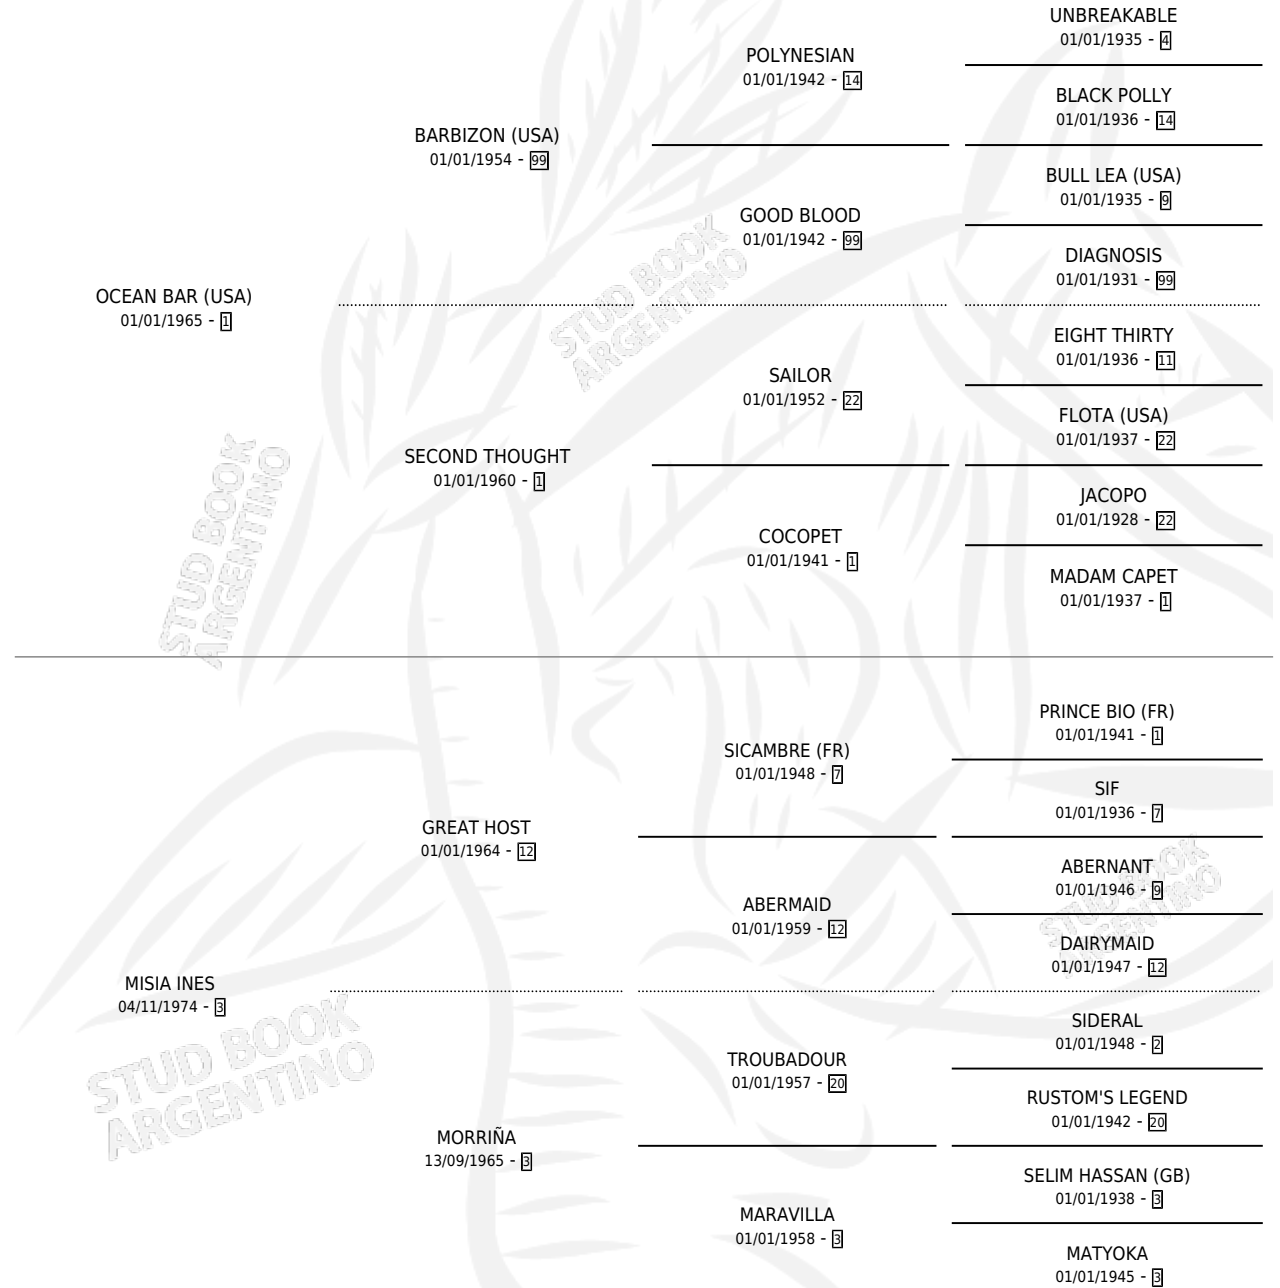 UNBREAKABLE
01/01/1935 - 4
POLYNESIAN
01/01/1942 - 14
BLACK POLLY
01/01/1936 - 14
BARBIZON (USA)
01/01/1954 - 99
BULL LEA (USA)
01/01/1935 - 9
GOOD BLOOD
01/01/1942 - 99
DIAGNOSIS
01/01/1931 - 99
OCEAN BAR (USA)
01/01/1965 - 1
STUD BOOK
ARGENTINO
EIGHT THIRTY
01/01/1936 - 11
SAILOR
01/01/1952 - 22
FLOTA (USA)
01/01/1937 - 22
SECOND THOUGHT
01/01/1960 - 1
JACOPO
01/01/1928 - 22
COCOPET
01/01/1941 - 1
MADAM CAPET
01/01/1937 - 1
STUD BOOK
ARGENTINO
PRINCE BIO (FR)
01/01/1941 - 1
SICAMBRE (FR)
01/01/1948 - 7
SIF
01/01/1936 - 7
GREAT HOST
01/01/1964 - 12
ABERNANT
01/01/1946 - 9
ABERMAID
01/01/1959 - 12
STUD BOOK
ARGENTINO
DAIRYMAID
01/01/1947 - 12
MISIA INES
04/11/1974 - 3
SIDERAL
01/01/1948 - 2
TROUBADOUR
01/01/1957 - 20
STUD BOOK
ARGENTINO
RUSTOM'S LEGEND
01/01/1942 - 20
MORRIÑA
13/09/1965 - 3
SELIM HASSAN (GB)
01/01/1938 - 3
MARAVILLA
01/01/1958 - 3
MATYOKA
01/01/1945 - 3